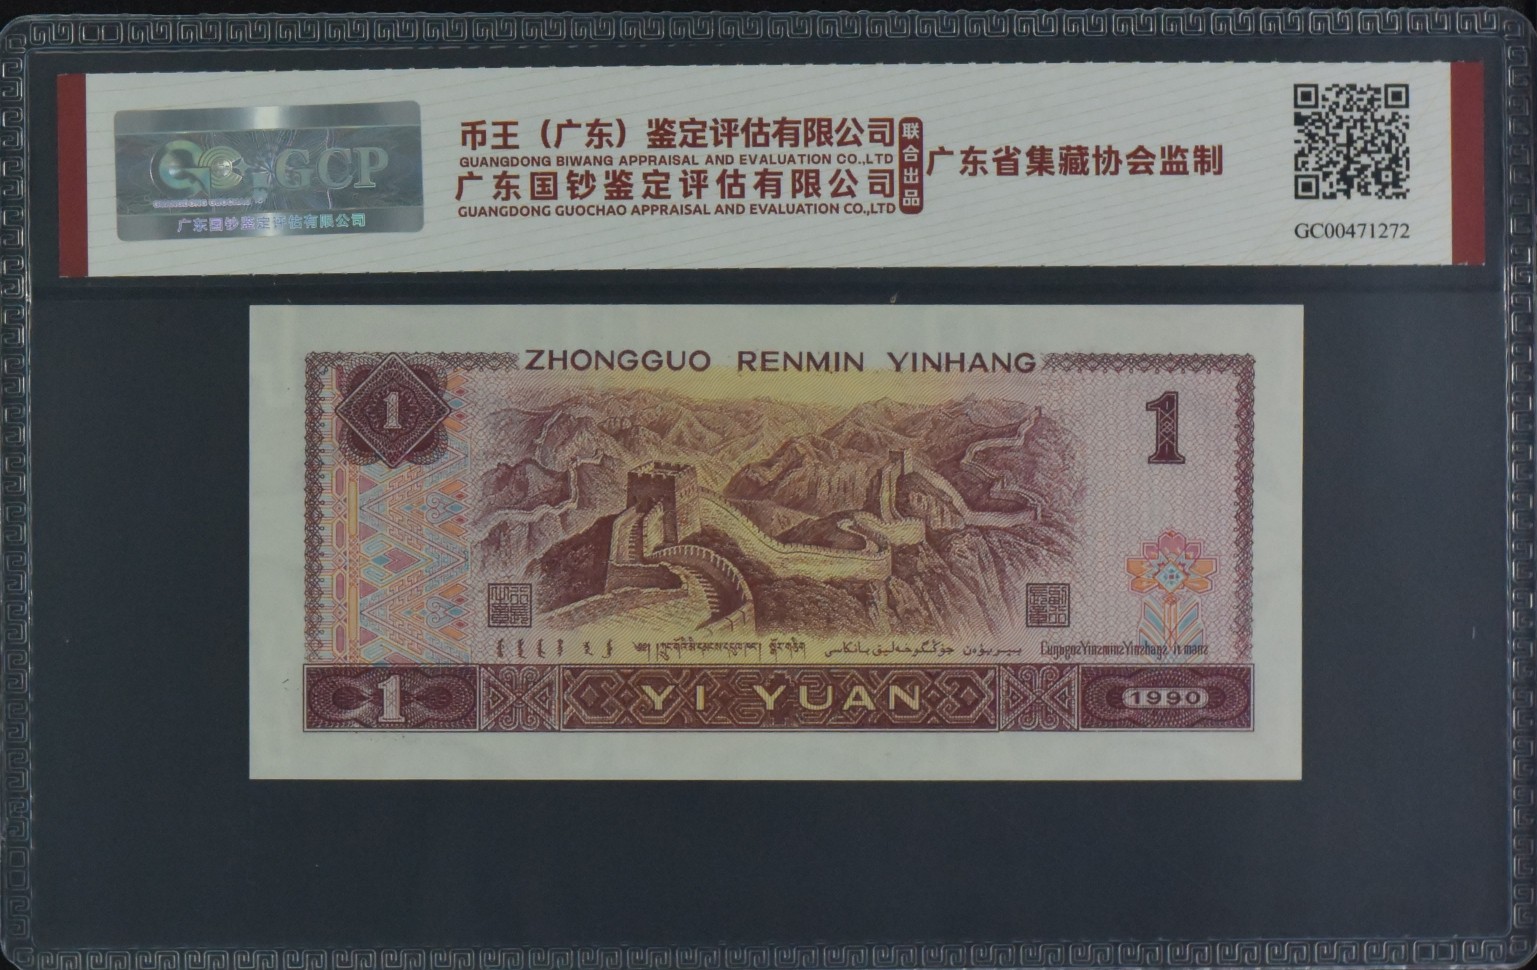 GCP
广东国钞鉴定评估有限公司
币王（广东）鉴定评估有限公司
GUANGDONG BIWANG APPRAISAL AND EVALUATION CO.,LTD
广东国钞鉴定评估有限公司
GUANGDONG GUOCHAO APPRAISAL AND EVALUATION CO.,LTD
联合出品
广东省集藏协会监制
GC00471272
ZHONGGUO RENMIN YINHANG
1
1
1
YI YUAN
1990